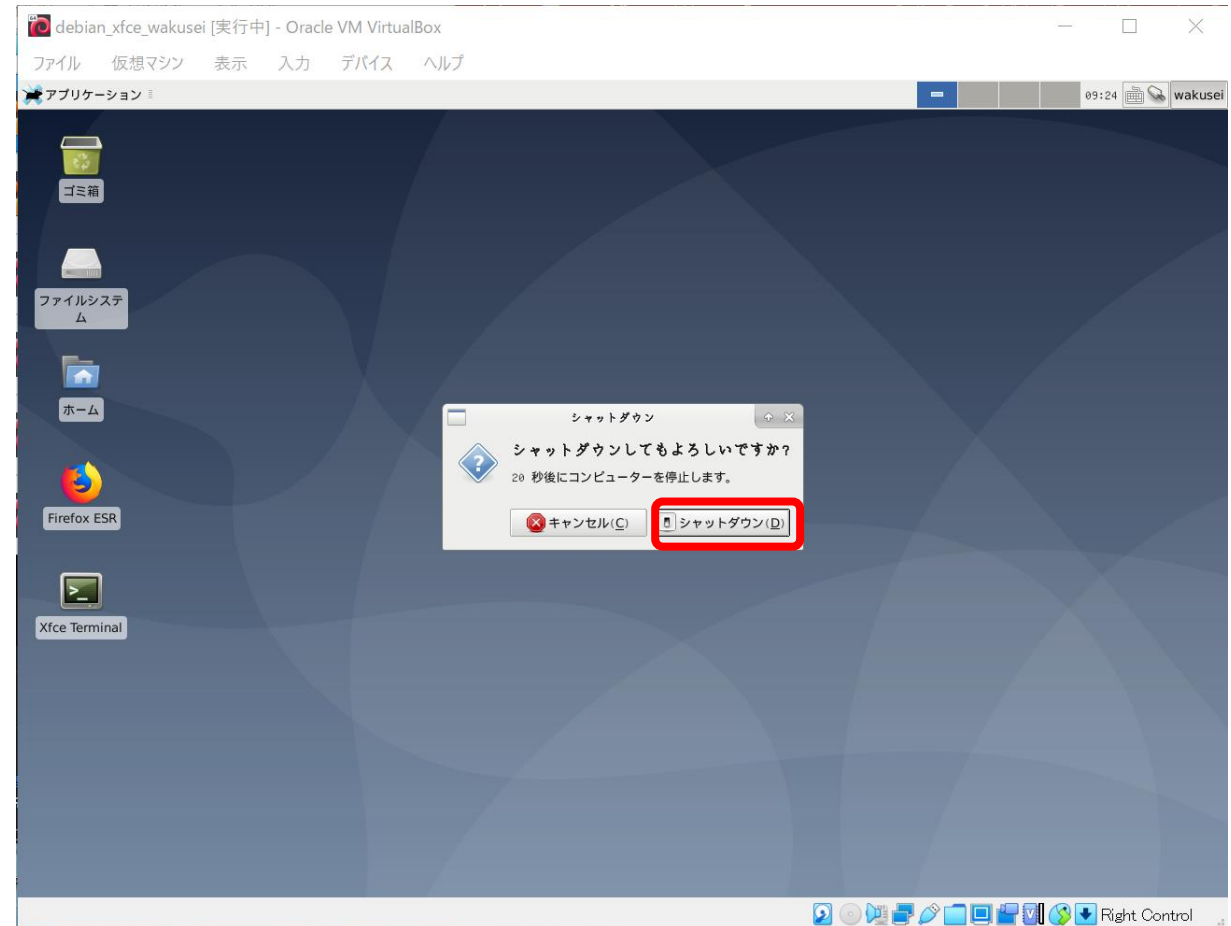 debian_xfce_wakusei [実行中] - Oracle VM VirtualBox
ファイル 仮想マシン 表示 入力 デバイス ヘルプ
アプリケーション 09:24 wakusei
ゴミ箱
ファイルシステ
ム
ホーム
Firefox ESR
Xfce Terminal
シャットダウン
シャットダウンしてもよろしいですか?
20 秒後にコンピューターを停止します。
キャンセル(C) シャットダウン(D)
Right Control